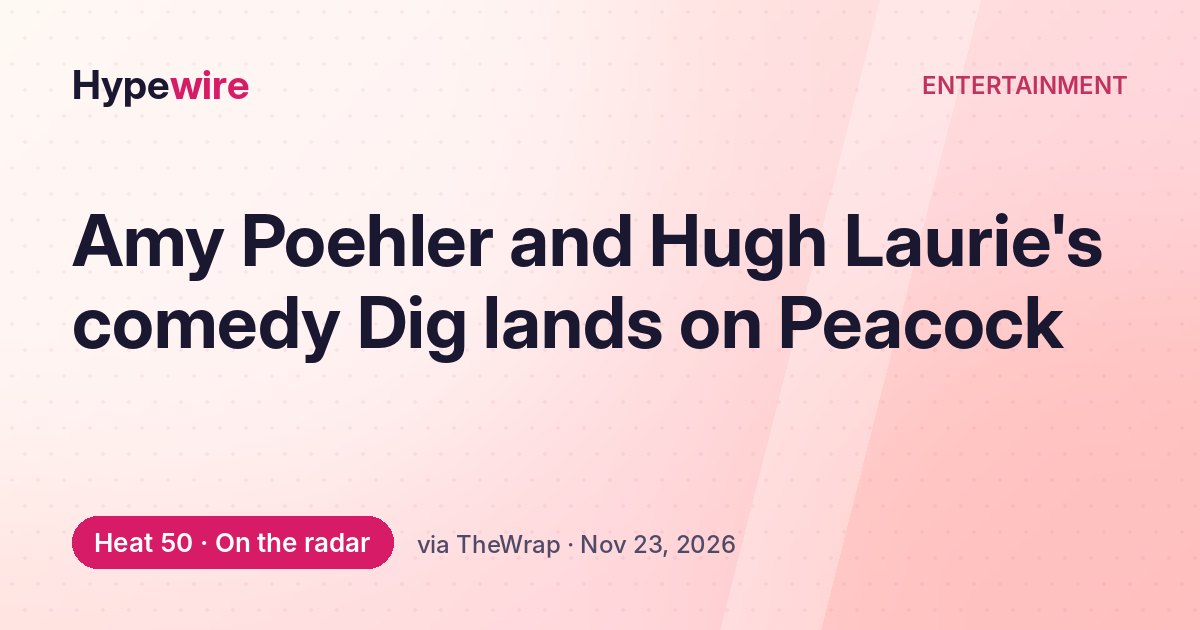 Hypewire
ENTERTAINMENT
Amy Poehler and Hugh Laurie's
comedy Dig lands on Peacock
Heat 50 · On the radar
via TheWrap · Nov 23, 2026